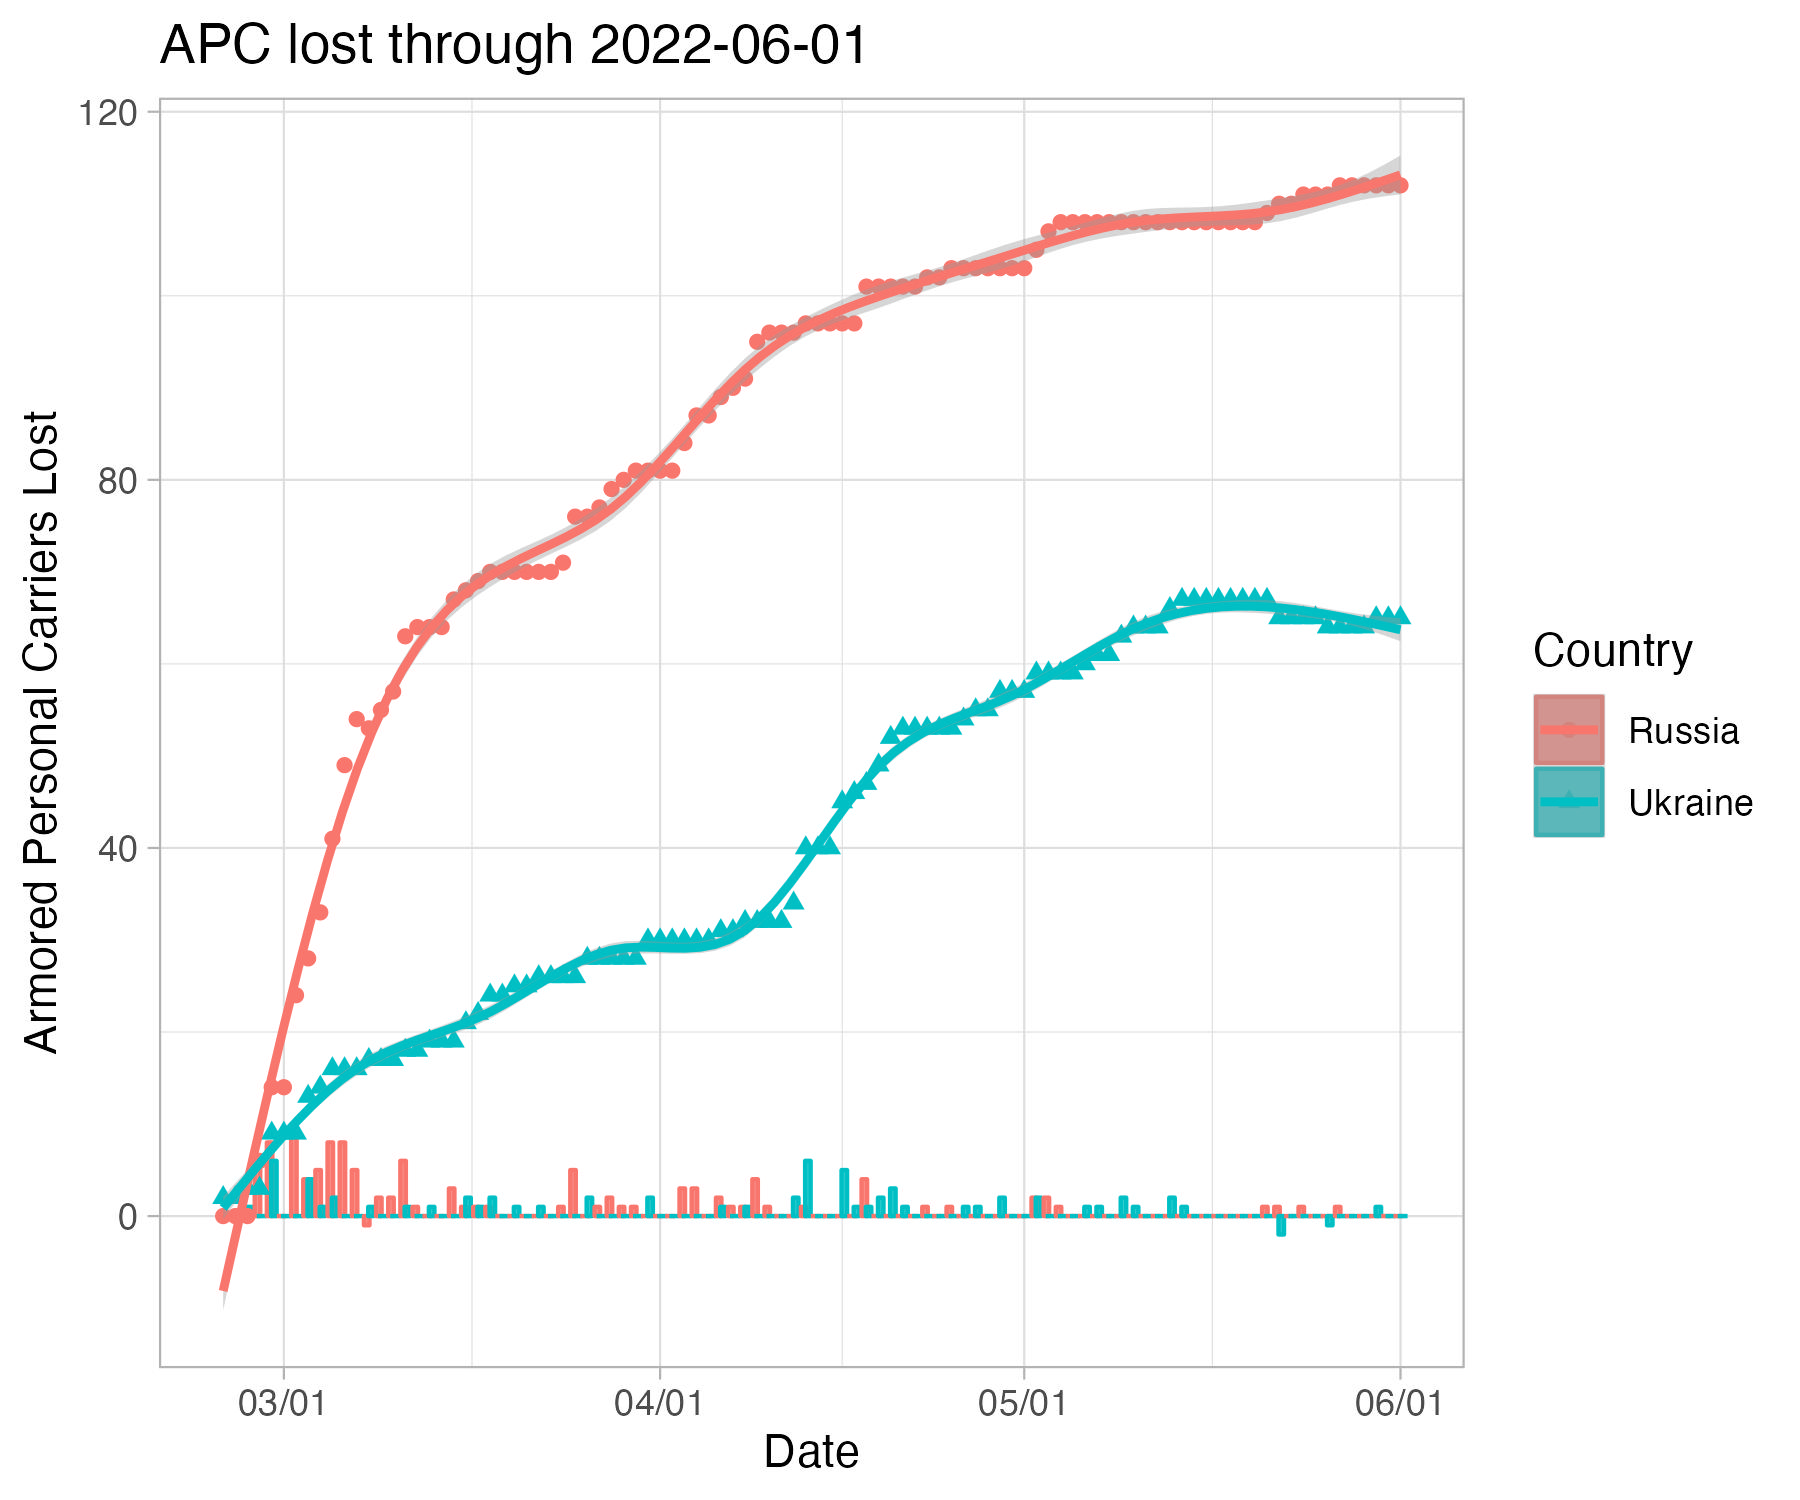 APC lost through 2022-06-01
120
80
40
0
Armored Personal Carriers Lost
03/01
04/01
05/01
06/01
Date
Country
Russia
Ukraine